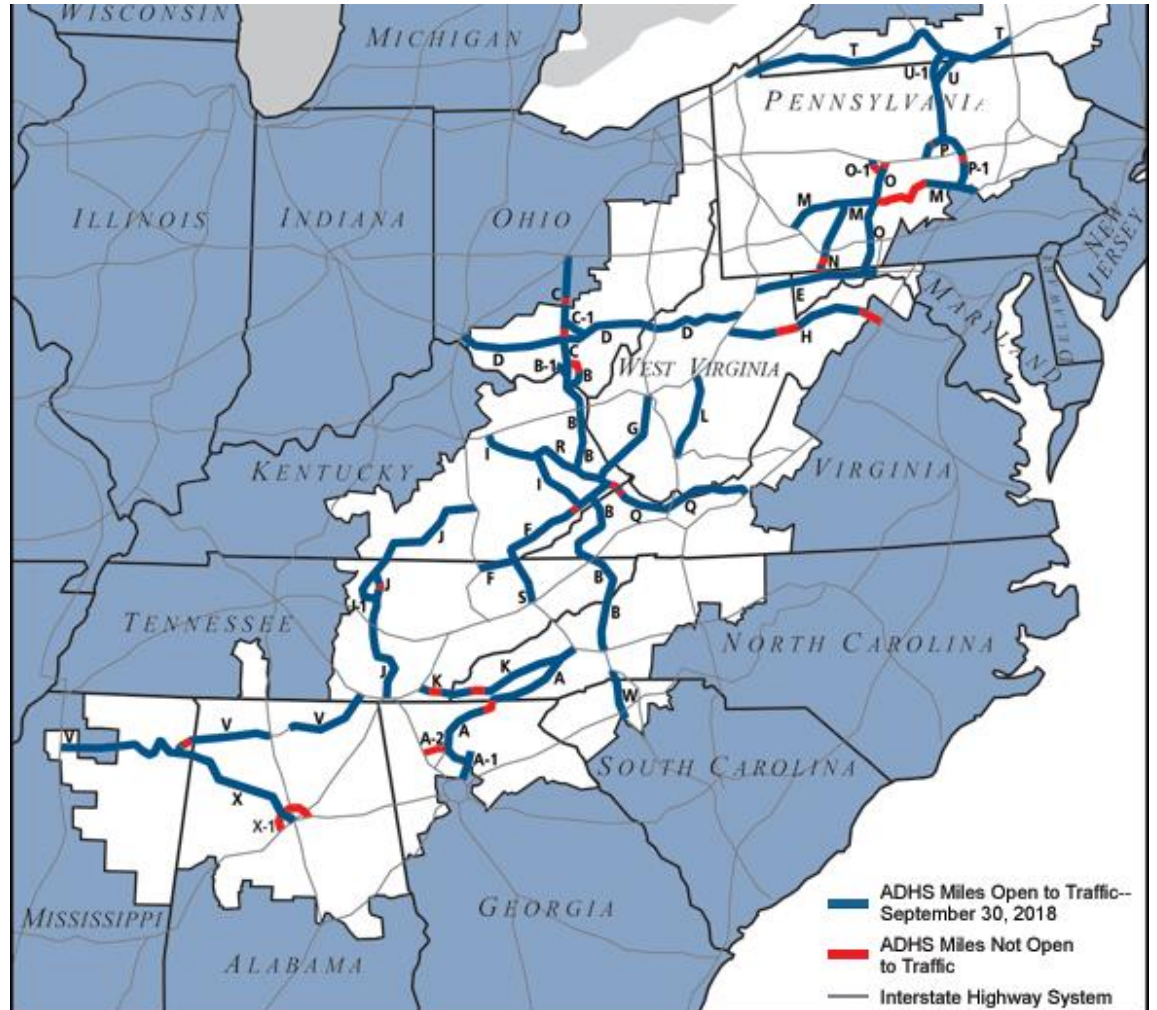 WISCONSIN
MICHIGAN
T
T
U-1
U
PENNSYLVANIA
P
O-1
O
P-1
M
M
M
O
N
ILLINOIS
INDIANA
OHIO
NEW
JERSEY
MARYLAND
DELAWARE
E
C
C-1
D
D
D
H
C
B-1
B
WEST VIRGINIA
B
G
L
I
R
B
KENTUCKY
I
VIRGINIA
B
Q
Q
F
J
F
B
J
S
J-1
B
TENNESSEE
NORTH CAROLINA
J
K
K
A
W
V
V
V
A
A-2
A-1
SOUTH CAROLINA
X
X-1
MISSISSIPPI
GEORGIA
ALABAMA
ADHS Miles Open to Traffic--
September 30, 2018
ADHS Miles Not Open
to Traffic
Interstate Highway System